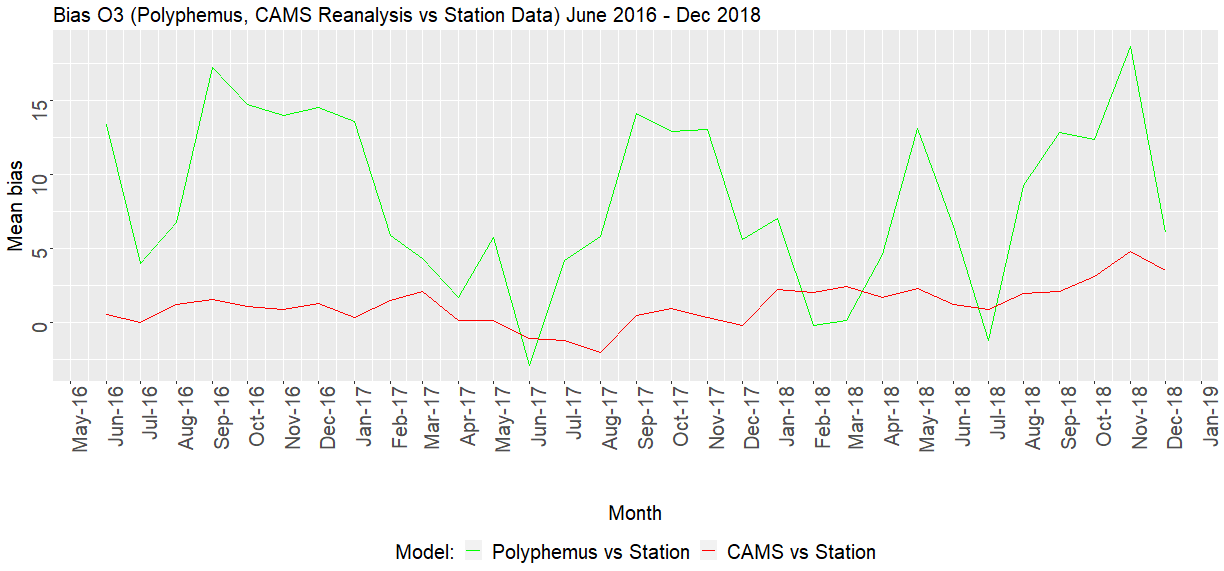 Bias O3 (Polyphemus, CAMS Reanalysis vs Station Data) June 2016 - Dec 2018
Mean bias
15
10
5
0
May-16
Jun-16
Jul-16
Aug-16
Sep-16
Oct-16
Nov-16
Dec-16
Jan-17
Feb-17
Mar-17
Apr-17
May-17
Jun-17
Jul-17
Aug-17
Sep-17
Oct-17
Nov-17
Dec-17
Jan-18
Feb-18
Mar-18
Apr-18
May-18
Jun-18
Jul-18
Aug-18
Sep-18
Oct-18
Nov-18
Dec-18
Jan-19
Month
Model: Polyphemus vs Station CAMS vs Station